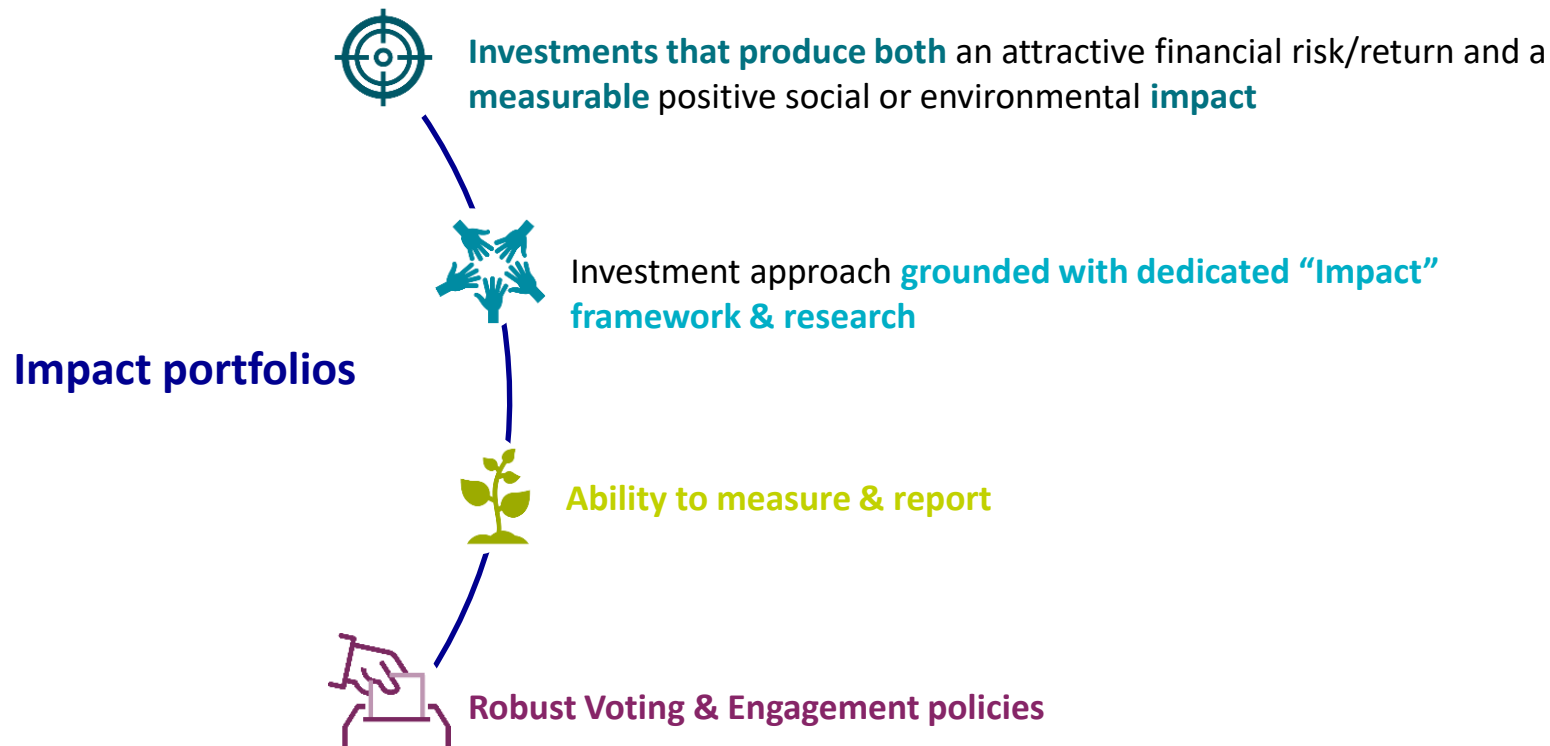 Investments that produce both an attractive financial risk/return and a
measurable positive social or environmental impact
Investment approach grounded with dedicated “Impact”
framework & research
Impact portfolios
Ability to measure & report
Robust Voting & Engagement policies